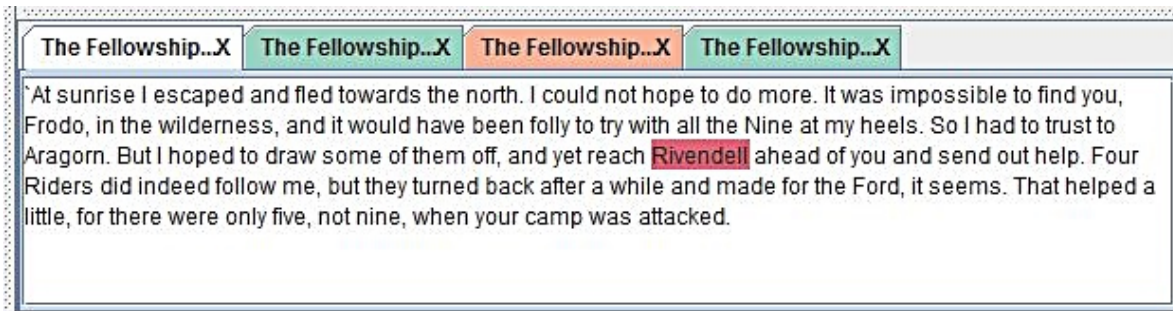 The Fellowship...X The Fellowship...X The Fellowship...X The Fellowship...X
`At sunrise I escaped and fled towards the north. I could not hope to do more. It was impossible to find you,
Frodo, in the wilderness, and it would have been folly to try with all the Nine at my heels. So I had to trust to
Aragorn. But I hoped to draw some of them off, and yet reach Rivendell ahead of you and send out help. Four
Riders did indeed follow me, but they turned back after a while and made for the Ford, it seems. That helped a
little, for there were only five, not nine, when your camp was attacked.